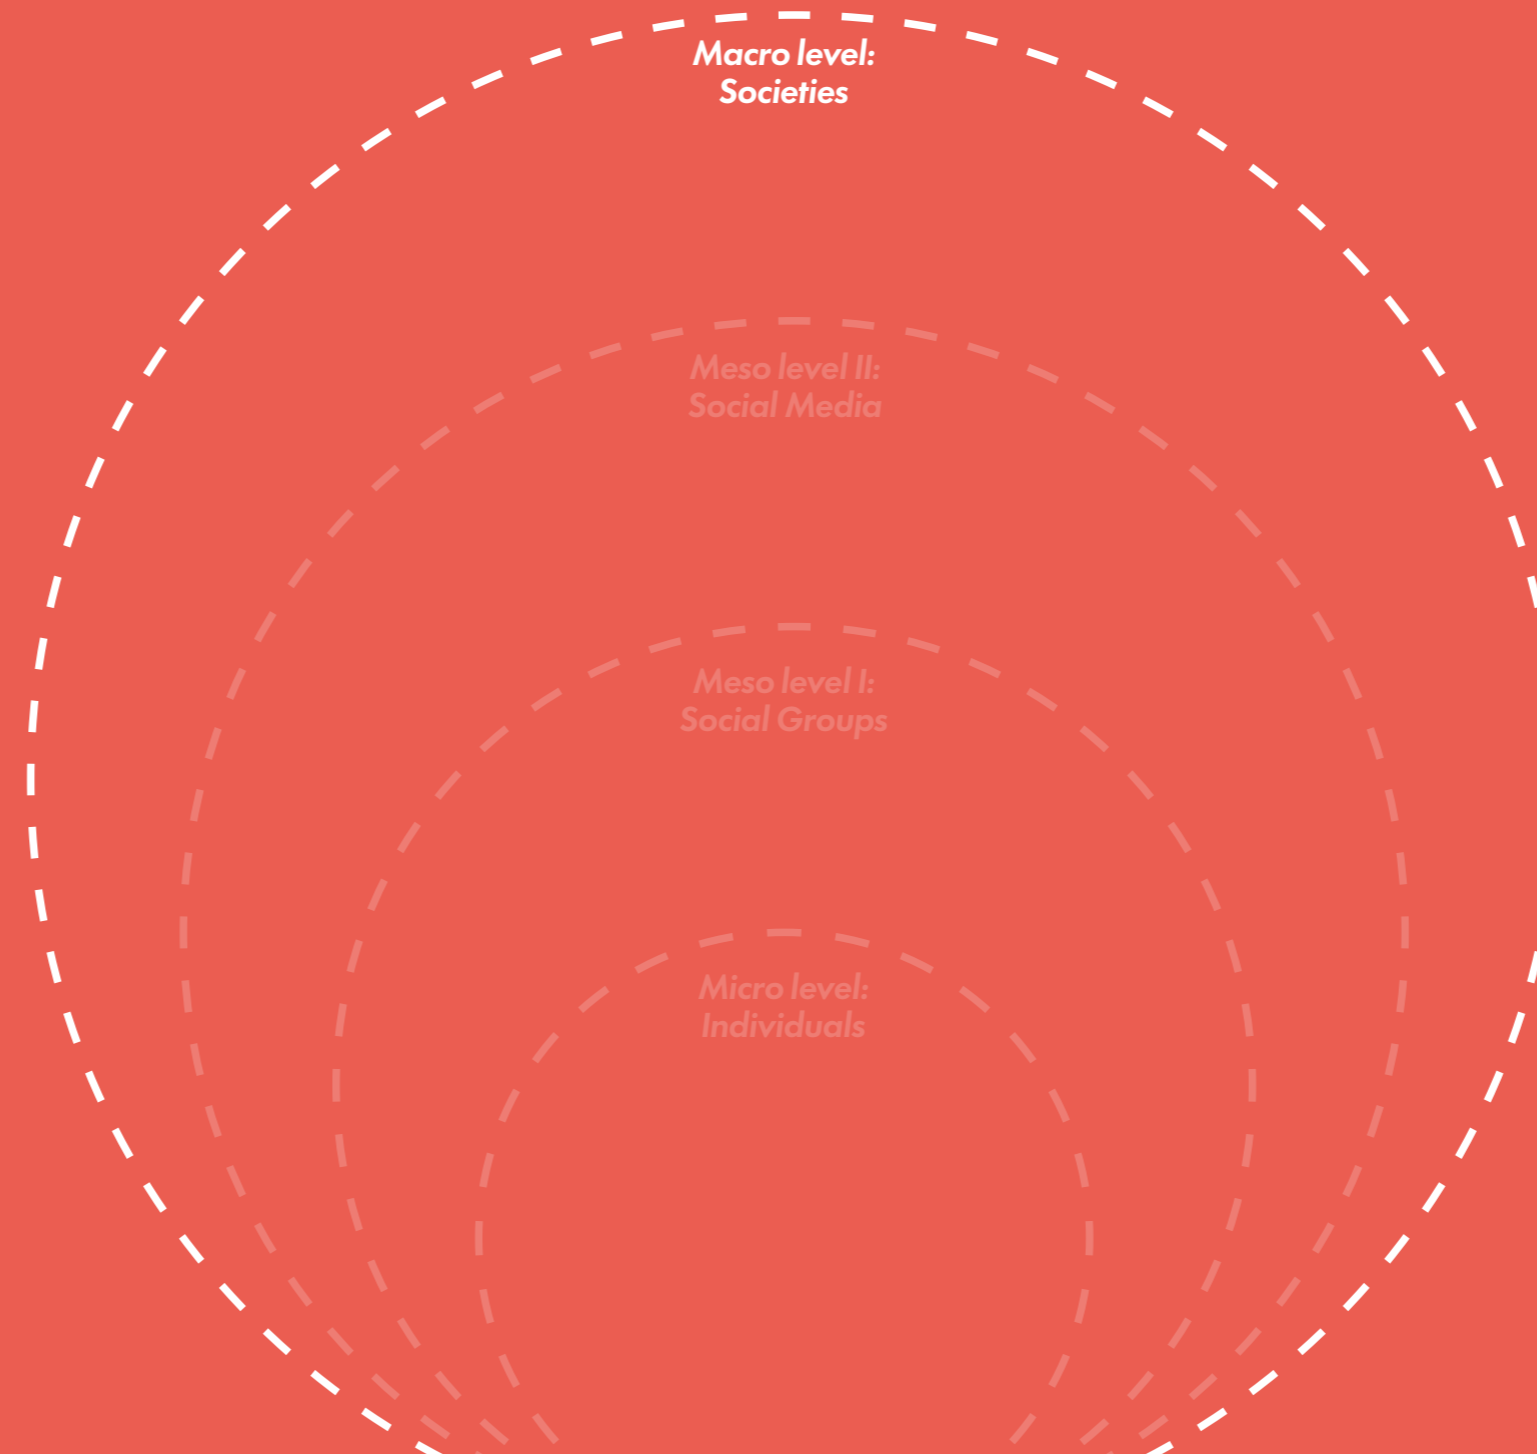 Macro level:
Societies
Meso level II:
Social Media
Meso level I:
Social Groups
Micro level:
Individuals